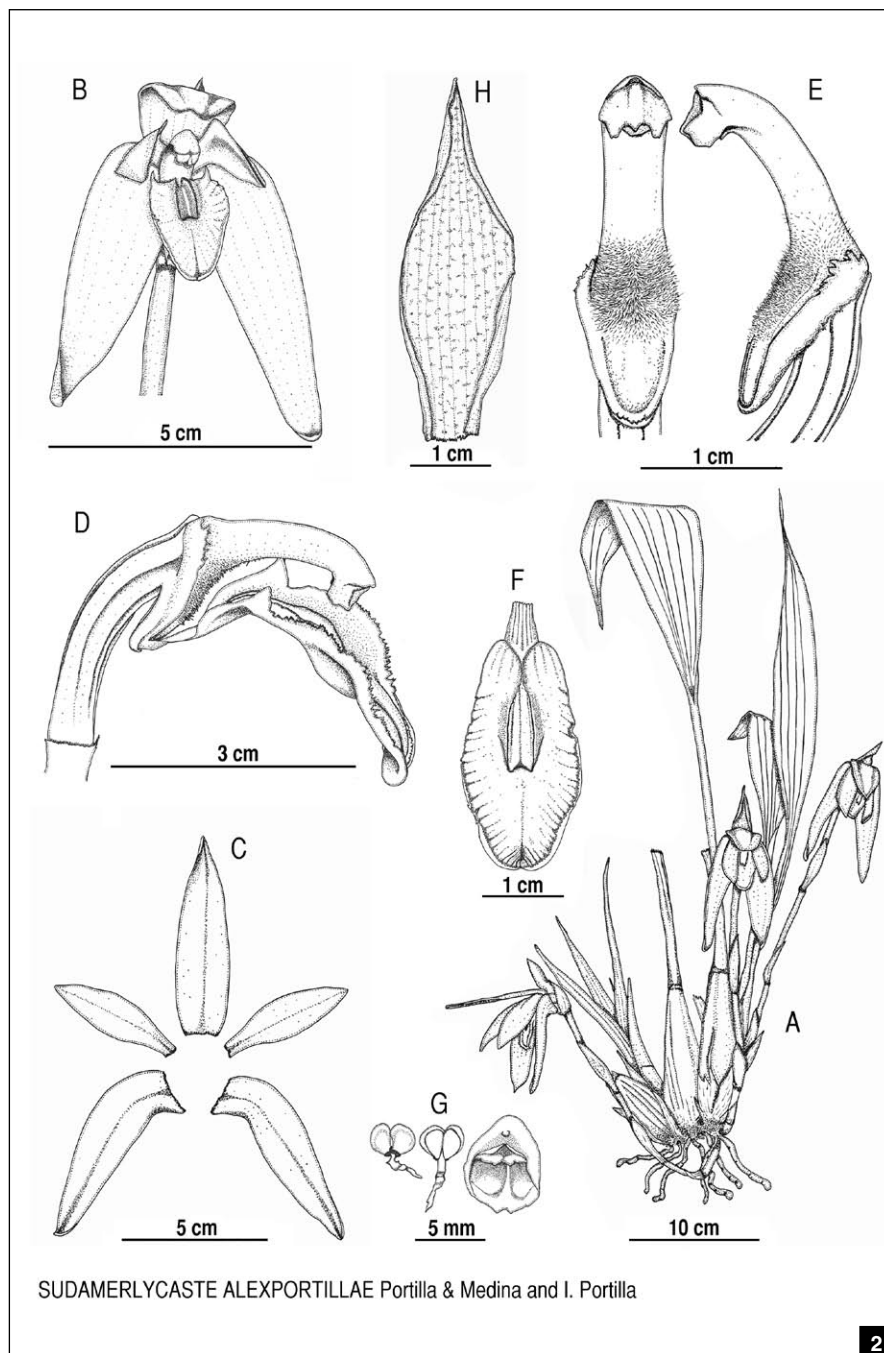 B
H
E
5 cm
1 cm
1 cm
D
F
3 cm
1 cm
C
A
G
5 cm
5 mm
10 cm
SUDAMERLYCASTE ALEXPORTILLAE Portilla & Medina and I. Portilla
2